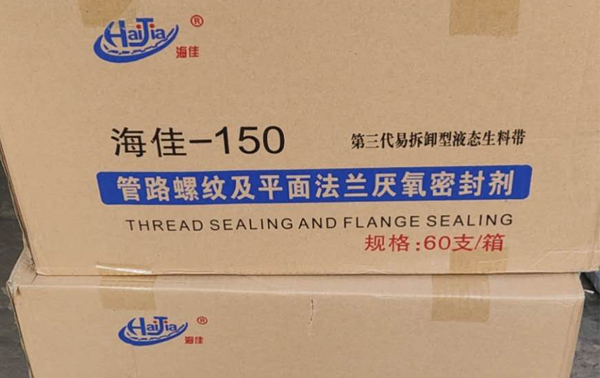 HaiJia®
海佳
海佳-150
第三代易拆卸型液态生料带
管路螺纹及平面法兰厌氧密封剂
THREAD SEALING AND FLANGE SEALING
规格:60支/箱
HaiJia®
海佳